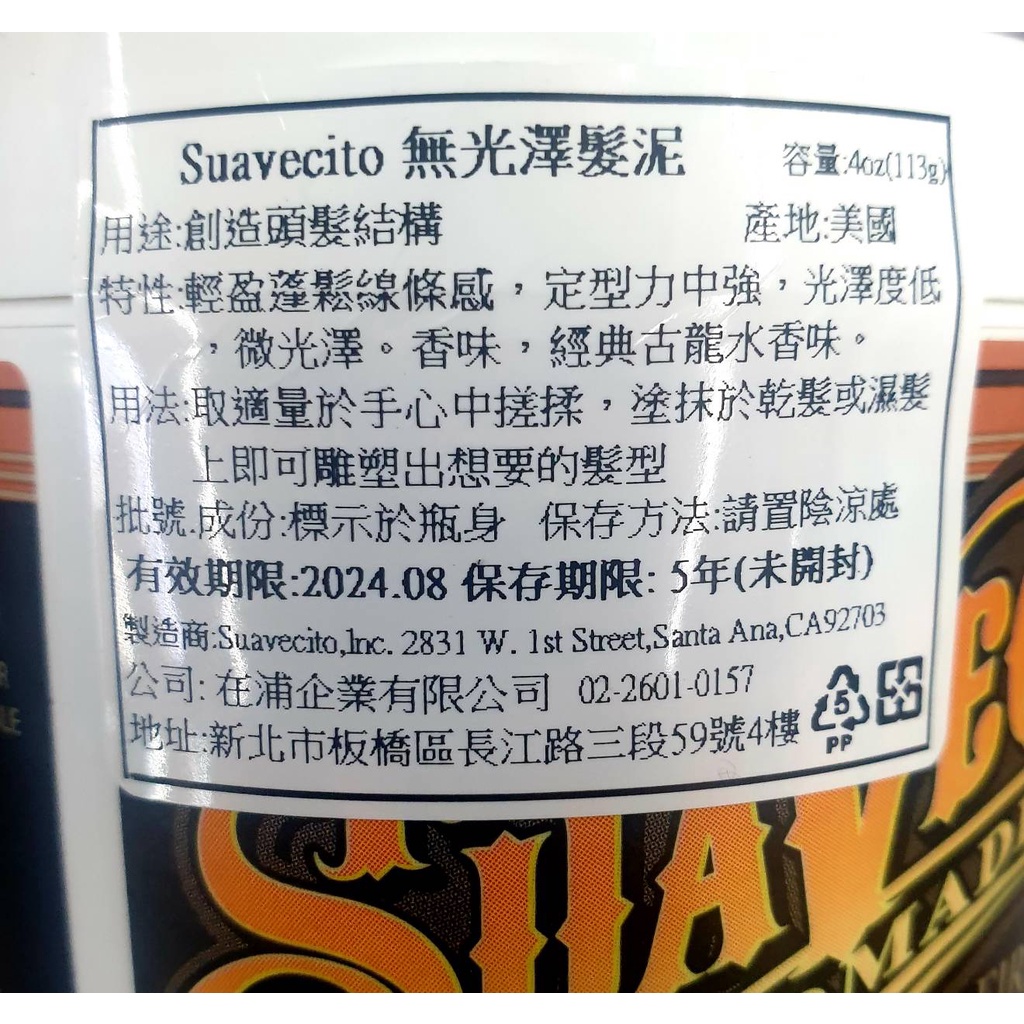 Suavecito 無光澤髮泥 容量:4oz(113g)
用途:創造頭髮結構 產地:美國
特性:輕盈蓬鬆線條感,定型力中強,光澤度低
,微光澤。香味,經典古龍水香味。
用法:取適量於手心中搓揉,塗抹於乾髮或濕髮
上即可雕塑出想要的髮型
批號.成份:標示於瓶身 保存方法:請置陰涼處
有效期限:2024.08 保存期限: 5年(未開封)
製造商:Suavecito,Inc. 2831 W. 1st Street,Santa Ana,CA92703
公司: 在浦企業有限公司 02-2601-0157
地址:新北市板橋區長江路三段59號4樓
5
PP
SUAVEC
MADE